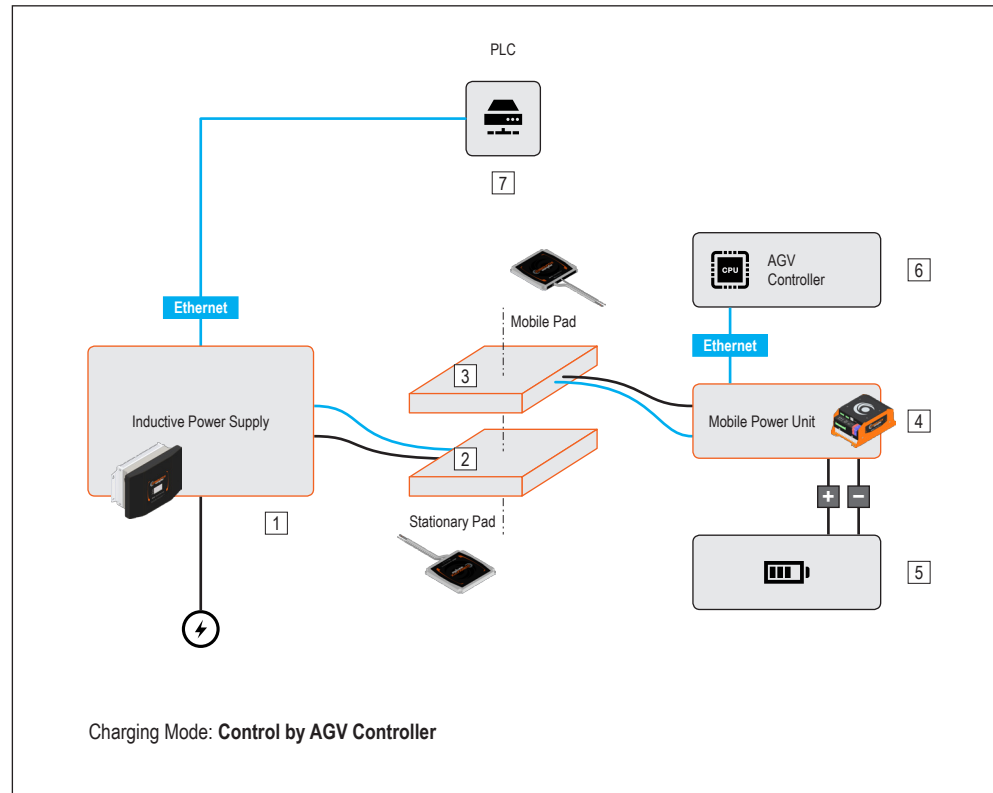 PLC
7
CPU
AGV
Controller
6
Ethernet
Mobile Pad
Ethernet
3
Inductive Power Supply
Mobile Power Unit
4
2
+
−
1
Stationary Pad
5
Charging Mode: Control by AGV Controller